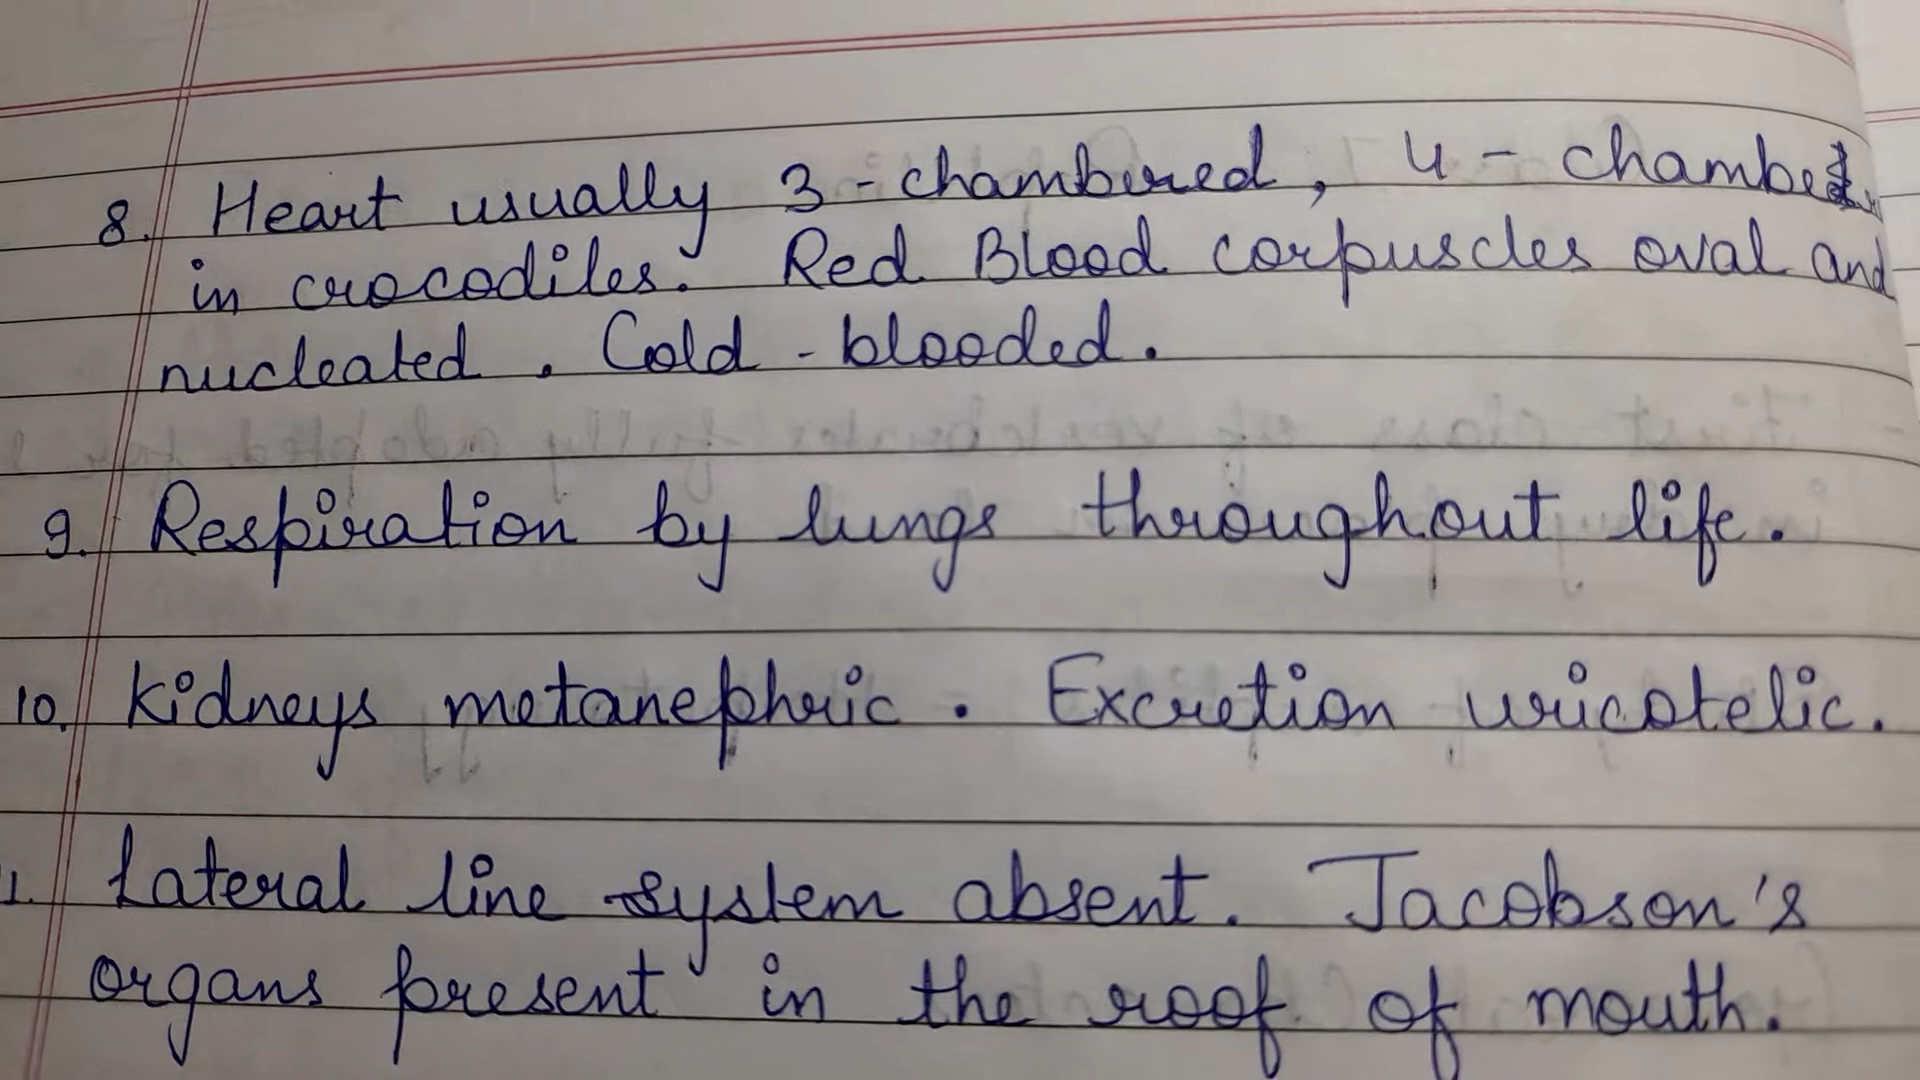 8. Heart usually 3-chambered, 4-chambered
in crocodiles. Red Blood corpuscles oval and
nucleated. Cold-blooded.
9. Respiration by lungs throughout life.
10. Kidneys metanephric. Excretion uricotelic.
1. Lateral line system absent. Jacobson's
organs present in the roof of mouth.